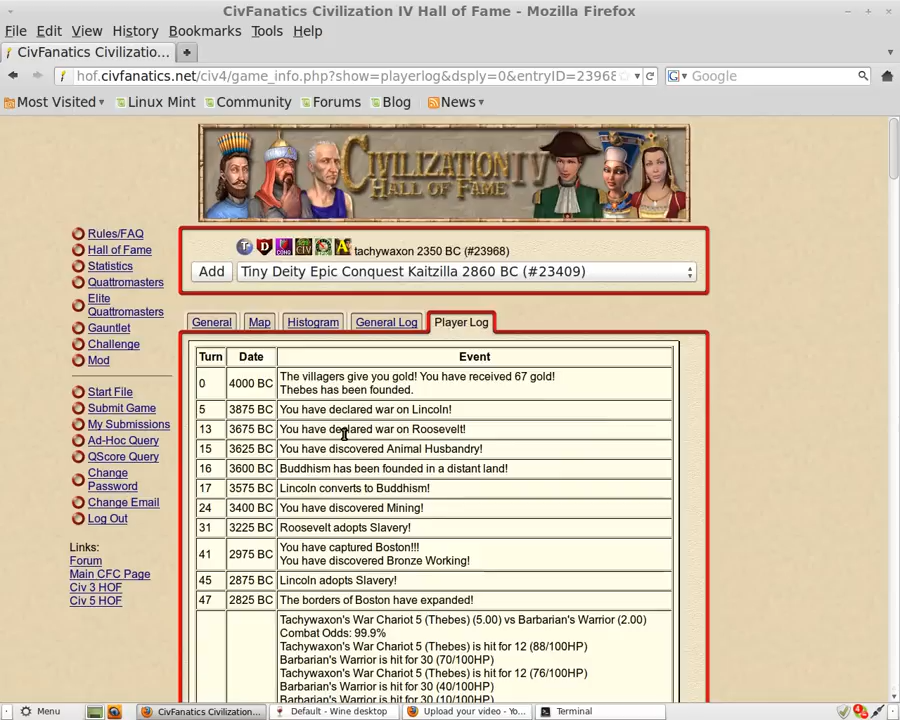 CivFanatics Civilization IV Hall of Fame - Mozilla Firefox
File Edit View History Bookmarks Tools Help
CivFanatics Civilizatio...
hof.civfanatics.net/civ4/game_info.php?show=playerlog&dsply=0&entryID=23968
Google
Most Visited Linux Mint Community Forums Blog News
CIVILIZATION IV
HALL OF FAME
Rules/FAQ
Hall of Fame
Statistics
Quattromasters
Elite
Quattromasters
Gauntlet
Challenge
Mod
Start File
Submit Game
My Submissions
Ad-Hoc Query
QScore Query
Change
Password
Change Email
Log Out
Links:
Forum
Main CFC Page
Civ 3 HOF
Civ 5 HOF
tachywaxon 2350 BC (#23968)
Add Tiny Deity Epic Conquest Kaitzilla 2860 BC (#23409)
General Map Histogram General Log Player Log
Turn Date Event
0 4000 BC The villagers give you gold! You have received 67 gold!
Thebes has been founded.
5 3875 BC You have declared war on Lincoln!
13 3675 BC You have declared war on Roosevelt!
15 3625 BC You have discovered Animal Husbandry!
16 3600 BC Buddhism has been founded in a distant land!
17 3575 BC Lincoln converts to Buddhism!
24 3400 BC You have discovered Mining!
31 3225 BC Roosevelt adopts Slavery!
41 2975 BC You have captured Boston!!!
You have discovered Bronze Working!
45 2875 BC Lincoln adopts Slavery!
47 2825 BC The borders of Boston have expanded!
Tachywaxon's War Chariot 5 (Thebes) (5.00) vs Barbarian's Warrior (2.00)
Combat Odds: 99.9%
Tachywaxon's War Chariot 5 (Thebes) is hit for 12 (88/100HP)
Barbarian's Warrior is hit for 30 (70/100HP)
Tachywaxon's War Chariot 5 (Thebes) is hit for 12 (76/100HP)
Barbarian's Warrior is hit for 30 (40/100HP)
Barbarian's Warrior is hit for 30 (10/100HP)
Menu CivFanatics Civilization... Default - Wine desktop Upload your video - Yo... Terminal